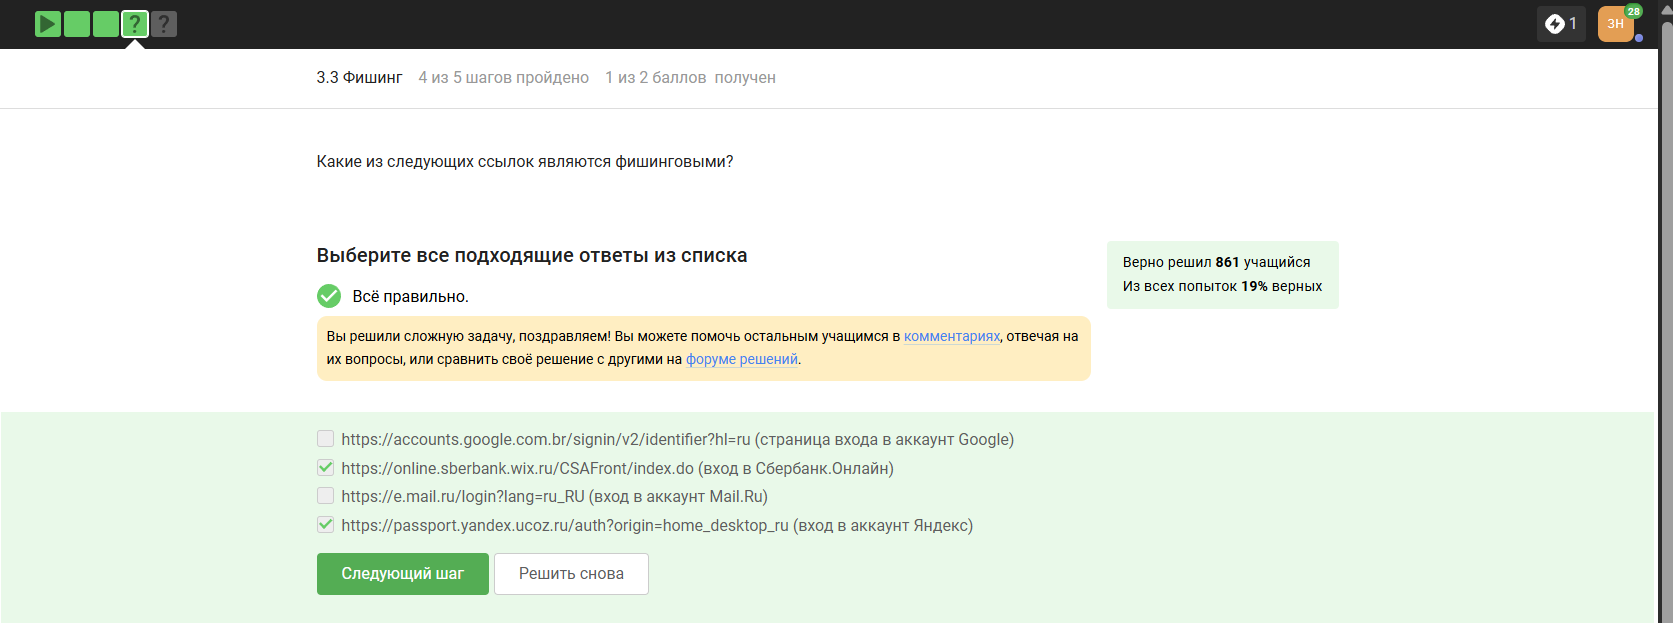 ? ?
1
ЗН
28
3.3 Фишинг 4 из 5 шагов пройдено 1 из 2 баллов получен
Какие из следующих ссылок являются фишинговыми?
Выберите все подходящие ответы из списка
Верно решил 861 учащийся
Из всех попыток 19% верных
Всё правильно.
Вы решили сложную задачу, поздравляем! Вы можете помочь остальным учащимся в комментариях, отвечая на
их вопросы, или сравнить своё решение с другими на форуме решений.
https://accounts.google.com.br/signin/v2/identifier?hl=ru (страница входа в аккаунт Google)
https://online.sberbank.wix.ru/CSAFront/index.do (вход в Сбербанк.Онлайн)
https://e.mail.ru/login?lang=ru_RU (вход в аккаунт Mail.Ru)
https://passport.yandex.ucoz.ru/auth?origin=home_desktop_ru (вход в аккаунт Яндекс)
Следующий шаг Решить снова